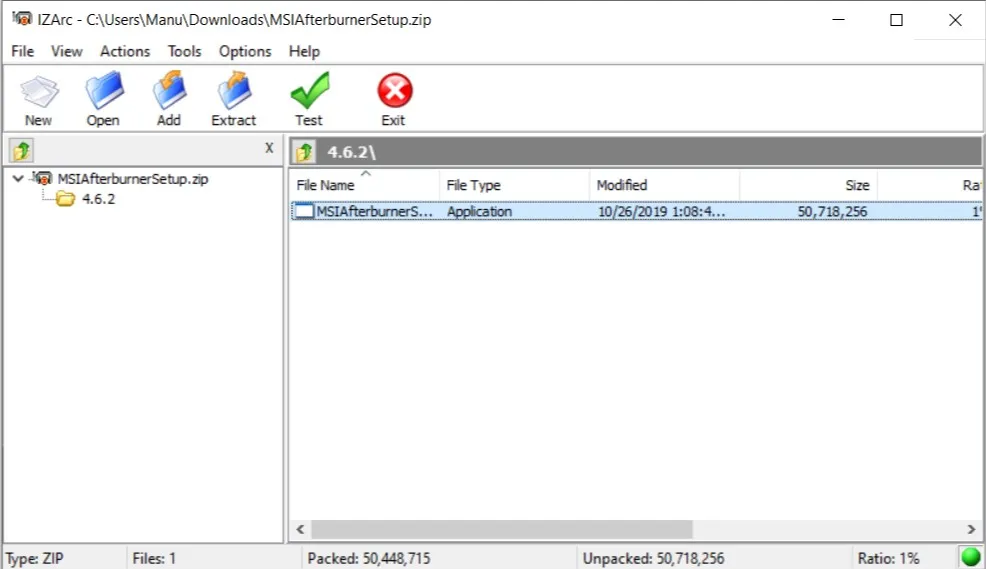 IZArc - C:\Users\Manu\Downloads\MSIAfterburnerSetup.zip
File View Actions Tools Options Help
New Open Add Extract Test Exit
X 4.6.2\
MSIAfterburnerSetup.zip
4.6.2
File Name File Type Modified Size Ra
MSIAfterburnerS... Application 10/26/2019 1:08:4... 50,718,256
Type: ZIP Files: 1 Packed: 50,448,715 Unpacked: 50,718,256 Ratio: 1%